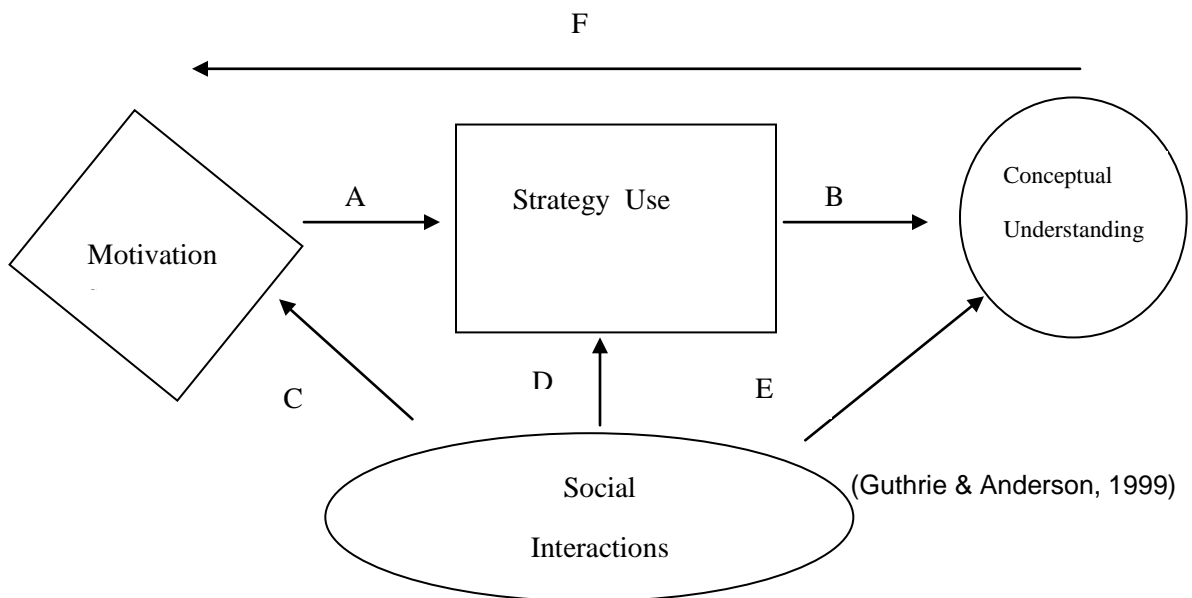 F
A
Strategy Use
B
Conceptual
Understanding
Motivation
C
D
E
Social
Interactions
(Guthrie & Anderson, 1999)